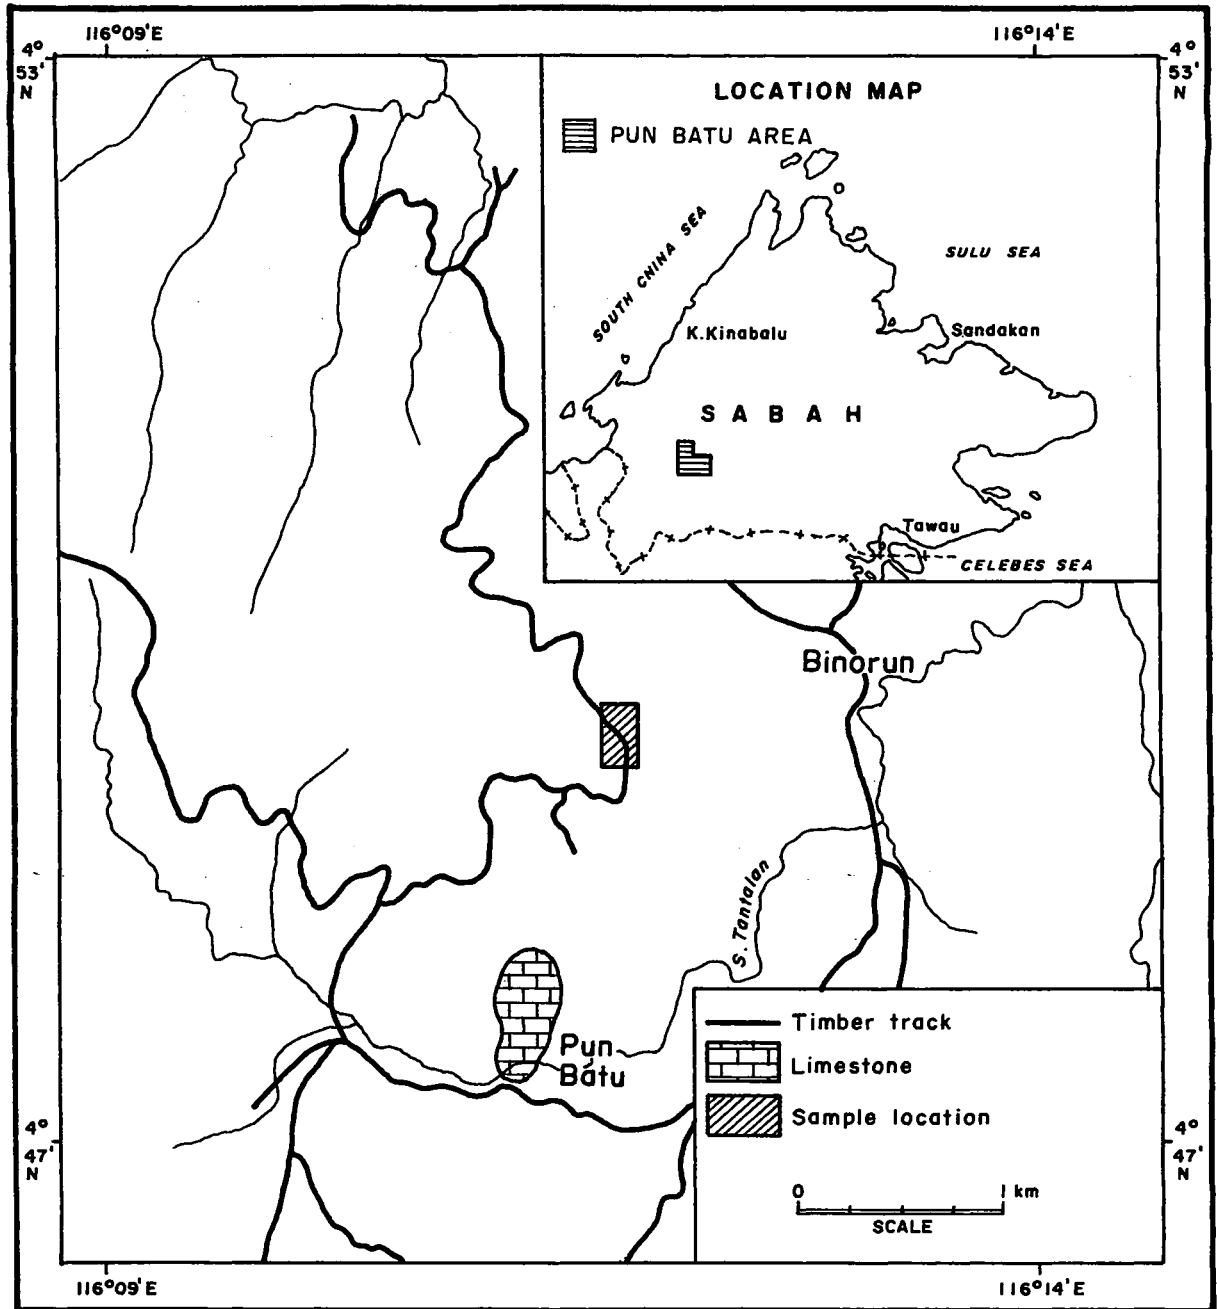 116°09'E
116°14'E
4°
53'
N
4°
53'
N
LOCATION MAP
PUN BATU AREA
SOUTH CHINA SEA
SULU SEA
K.Kinabalu
Sandakan
SABAH
Tawau
CELEBES SEA
Binorun
S. Tantalan
Pun
Batu
Timber track
Limestone
Sample location
0
1 km
SCALE
4°
47'
N
4°
47'
N
116°09'E
116°14'E